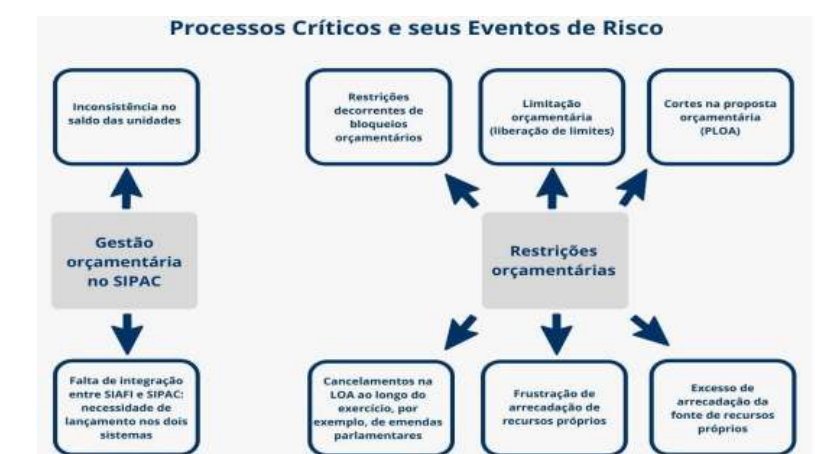 Processos Críticos e seus Eventos de Risco
Inconsistência no
saldo das unidades
Restrições
decorrentes de
bloqueios
orçamentários
Limitação
orçamentária
(liberação de limites)
Cortes na proposta
orçamentária
(PLOA)
Gestão
orçamentária
no SIPAC
Restrições
orçamentárias
Falta de integração
entre SIAFI e SIPAC:
necessidade de
lançamento nos dois
sistemas
Cancelamentos na
LOA ao longo do
exercício, por
exemplo, de emendas
parlamentares
Frustração de
arrecadação de
recursos próprios
Excesso de
arrecadação da
fonte de recursos
próprios